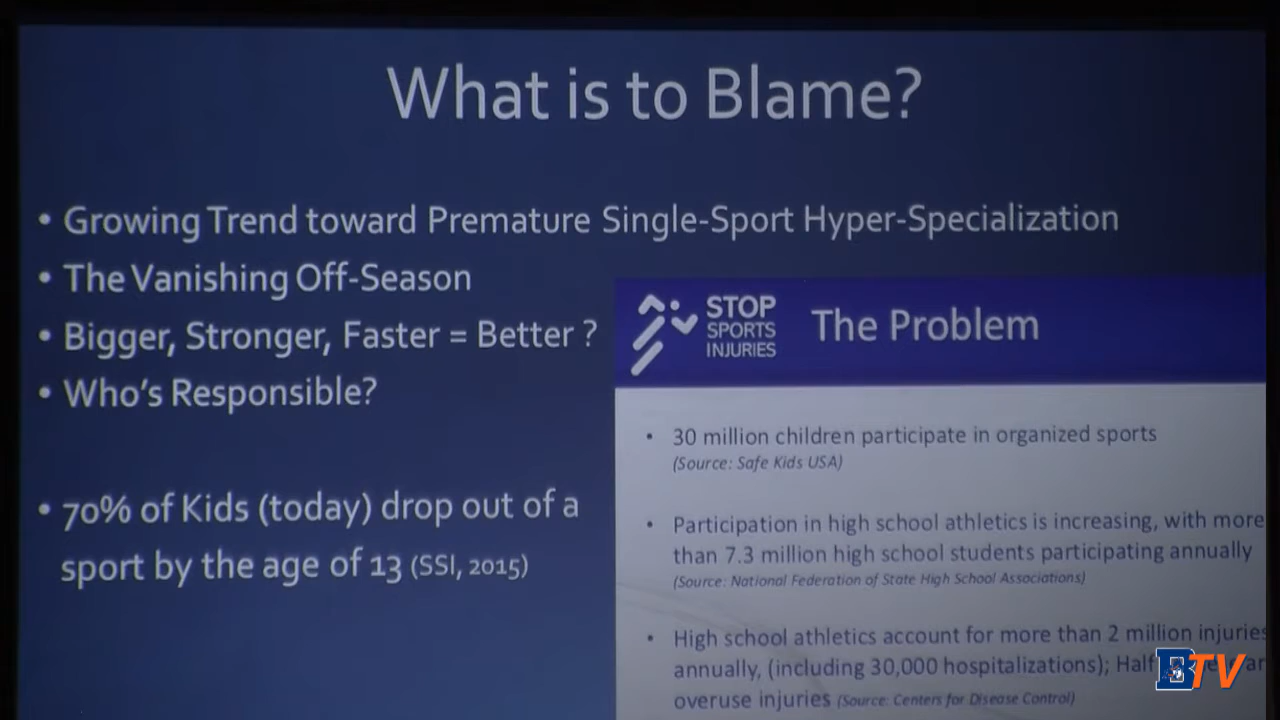 What is to Blame?
• Growing Trend toward Premature Single-Sport Hyper-Specialization
• The Vanishing Off-Season
• Bigger, Stronger, Faster = Better ?
• Who's Responsible?
• 70% of Kids (today) drop out of a
sport by the age of 13 (SSI, 2015)
STOP
SPORTS
INJURIES
The Problem
• 30 million children participate in organized sports
(Source: Safe Kids USA)
• Participation in high school athletics is increasing, with more
than 7.3 million high school students participating annually
(Source: National Federation of State High School Associations)
• High school athletics account for more than 2 million injuries
annually, (including 30,000 hospitalizations); Half
overuse injuries (Source: Centers for Disease Control)
BTV